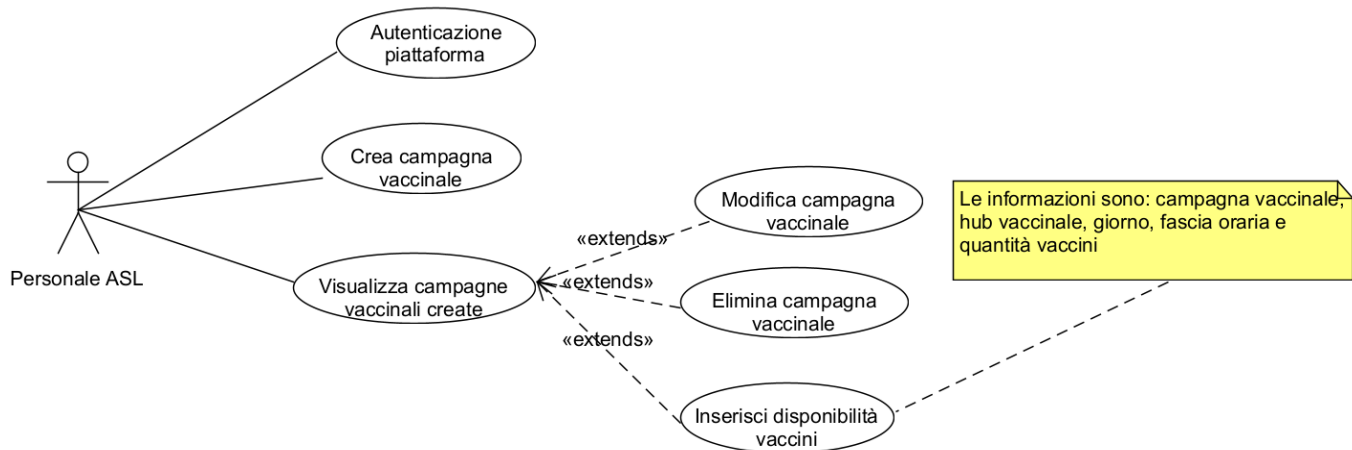 Autenticazione
piattaforma
Crea campagna
vaccinale
Personale ASL
Visualizza campagne
vaccinali create
«extends»
«extends»
«extends»
Modifica campagna
vaccinale
Elimina campagna
vaccinale
Inserisci disponibilità
vaccini
Le informazioni sono: campagna vaccinale,
hub vaccinale, giorno, fascia oraria e
quantità vaccini